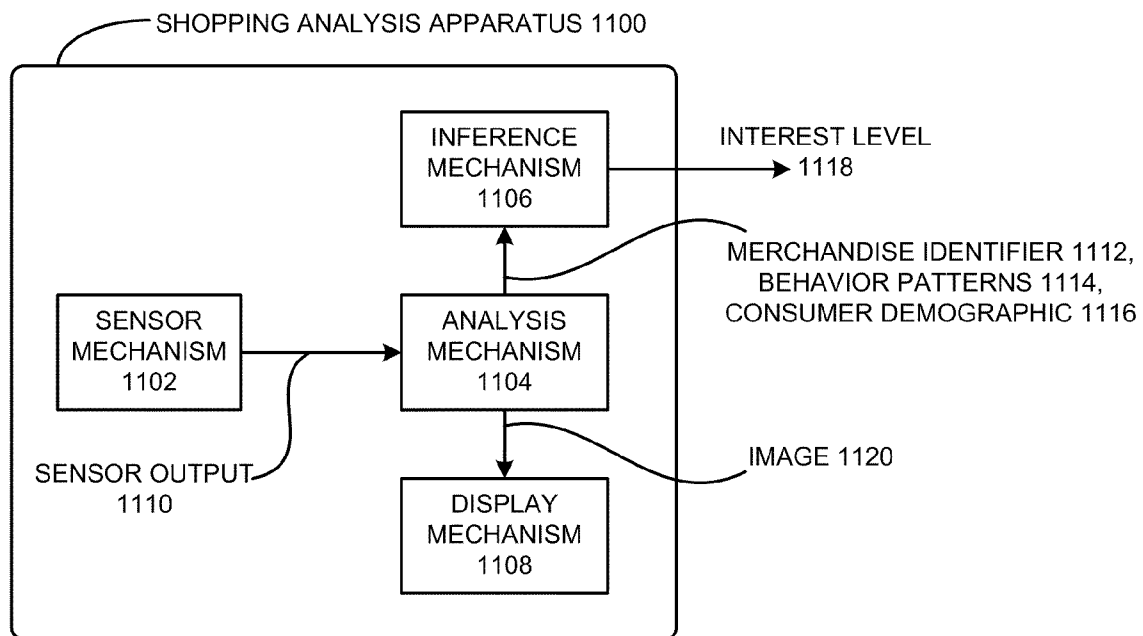 SHOPPING ANALYSIS APPARATUS 1100
INFERENCE
MECHANISM
1106
INTEREST LEVEL
1118
MERCHANDISE IDENTIFIER 1112,
BEHAVIOR PATTERNS 1114,
CONSUMER DEMOGRAPHIC 1116
SENSOR
MECHANISM
1102
ANALYSIS
MECHANISM
1104
SENSOR OUTPUT
1110
IMAGE 1120
DISPLAY
MECHANISM
1108